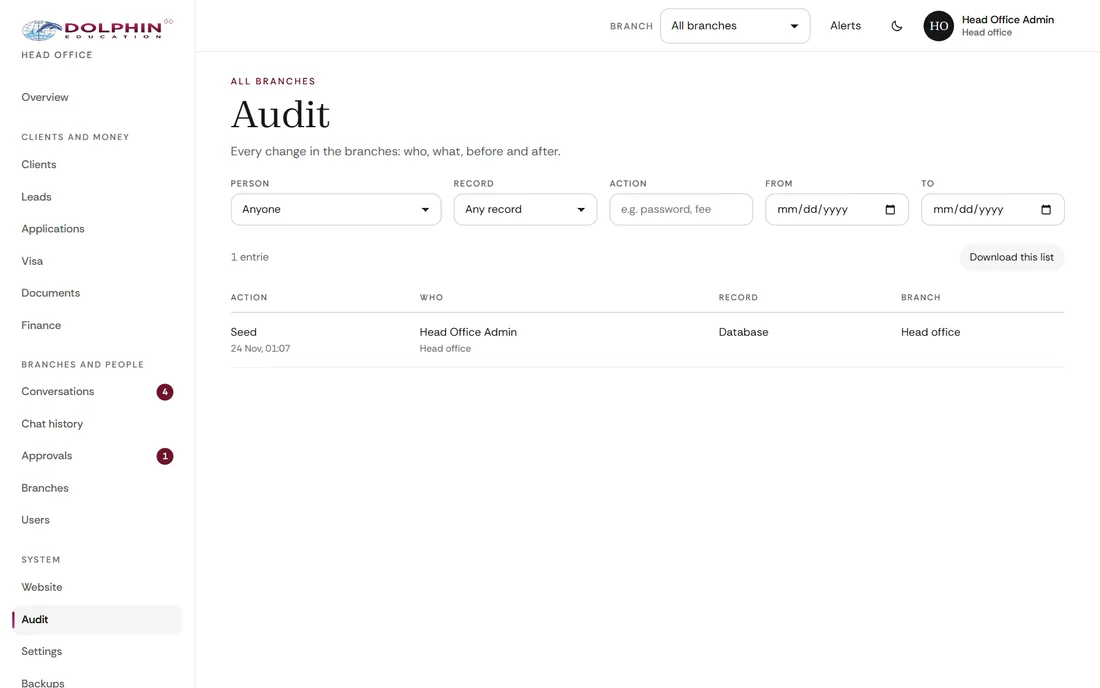 DOLPHIN
EDUCATION
HEAD OFFICE
Overview
CLIENTS AND MONEY
Clients
Leads
Applications
Visa
Documents
Finance
BRANCHES AND PEOPLE
Conversations 4
Chat history
Approvals 1
Branches
Users
SYSTEM
Website
Audit
Settings
Backups
BRANCH All branches Alerts HO Head Office Admin
Head office
ALL BRANCHES
Audit
Every change in the branches: who, what, before and after.
PERSON RECORD ACTION FROM TO
Anyone Any record e.g. password, fee mm/dd/yyyy mm/dd/yyyy
1 entrie Download this list
ACTION WHO RECORD BRANCH
Seed Head Office Admin Database Head office
24 Nov, 01:07 Head office